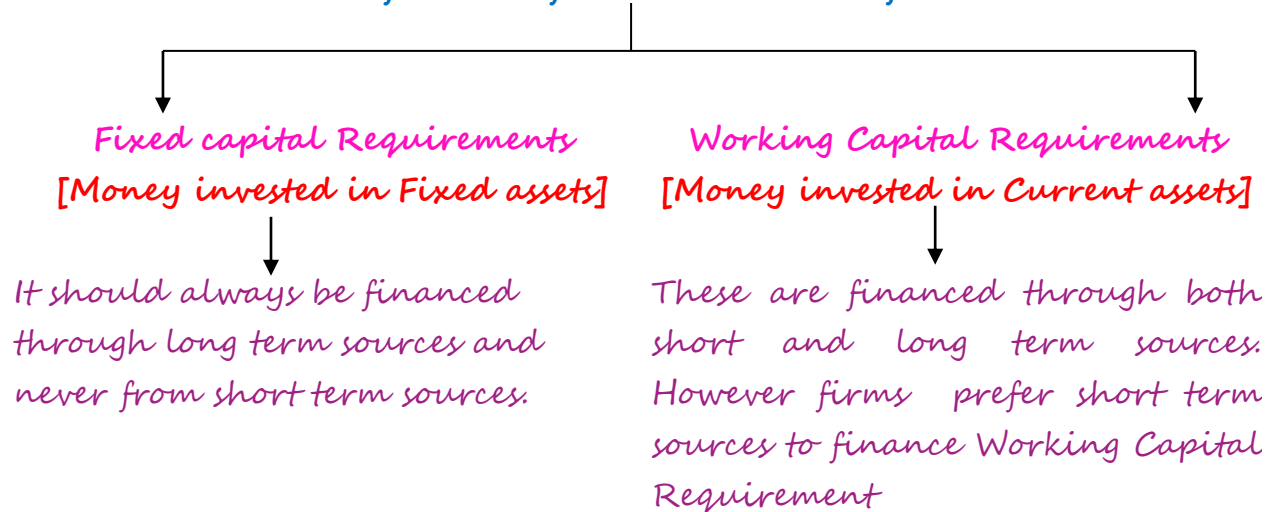 Fixed capital Requirements
[Money invested in Fixed assets]
It should always be financed
through long term sources and
never from short term sources.
Working Capital Requirements
[Money invested in Current assets]
These are financed through both
short and long term sources.
However firms prefer short term
sources to finance Working Capital
Requirement